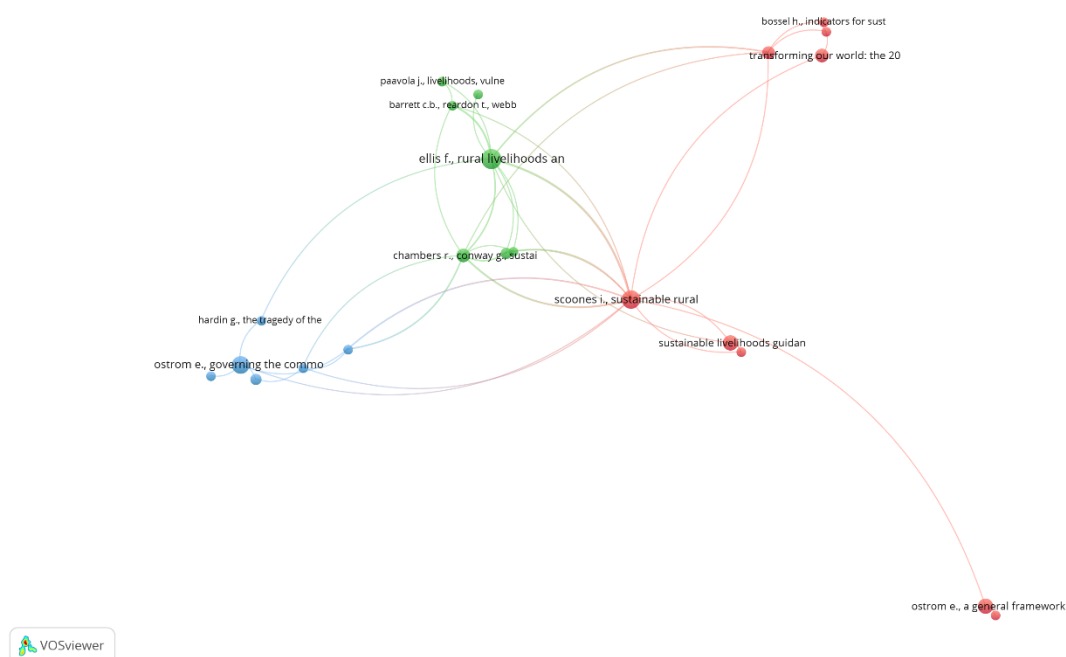 bossel h., indicators for sust
transforming our world: the 20
paavola j., livelihoods, vulne
barrett c.b., reardon t., webb
ellis f., rural livelihoods an
chambers r., conway g., sustai
scoones i., sustainable rural
hardin g., the tragedy of the
sustainable livelihoods guidan
ostrom e., governing the commo
ostrom e., a general framework
VOSviewer